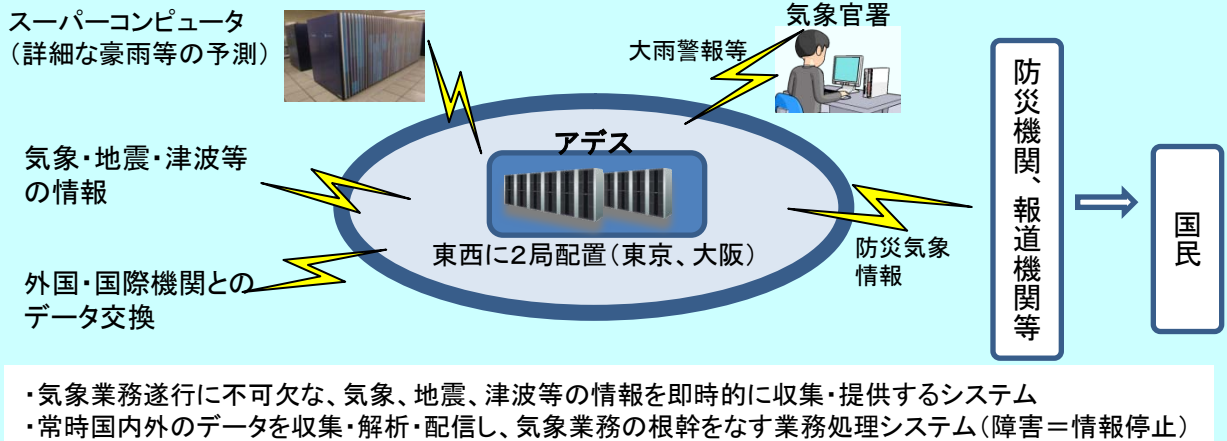 スーパーコンピュータ
（詳細な豪雨等の予測）
気象官署
大雨警報等
アデス
気象・地震・津波等
の情報
東西に２局配置（東京、大阪）
外国・国際機関との
データ交換
防災気象
情報
防災機関、報道機関等
国民
・気象業務遂行に不可欠な、気象、地震、津波等の情報を即時的に収集・提供するシステム
・常時国内外のデータを収集・解析・配信し、気象業務の根幹をなす業務処理システム（障害＝情報停止）